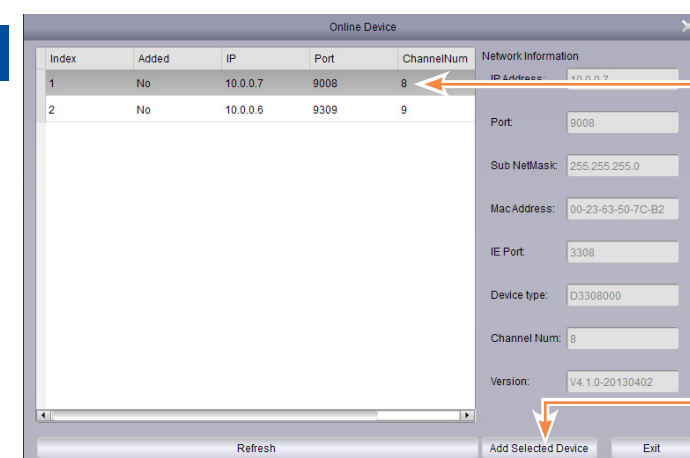 Online Device
Index Added IP Port ChannelNum
1 No 10.0.0.7 9008 8
2 No 10.0.0.6 9309 9
Network Information
IP Address: 10.0.0.7
Port: 9008
Sub NetMask: 255.255.255.0
MacAddress: 00-23-63-50-7C-B2
IE Port: 3308
Device type: D3308000
Channel Num: 8
Version: V4.1.0-20130402
Refresh
Add Selected Device
Exit